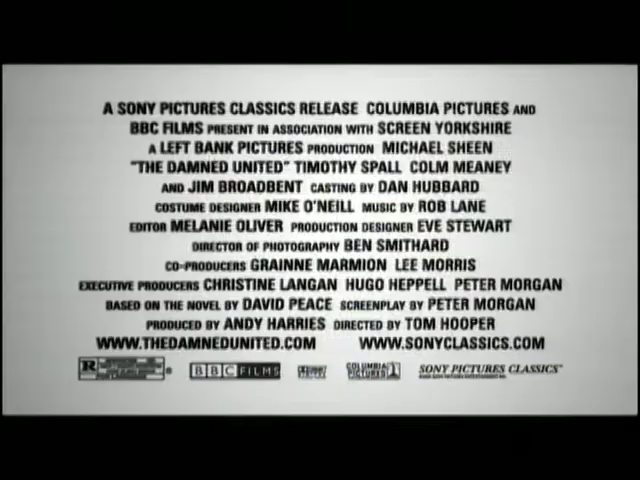 A SONY PICTURES CLASSICS RELEASE COLUMBIA PICTURES AND
BBC FILMS PRESENT IN ASSOCIATION WITH SCREEN YORKSHIRE
A LEFT BANK PICTURES PRODUCTION MICHAEL SHEEN
"THE DAMNED UNITED" TIMOTHY SPALL COLM MEANEY
AND JIM BROADBENT CASTING BY DAN HUBBARD
COSTUME DESIGNER MIKE O'NEILL MUSIC BY ROB LANE
EDITOR MELANIE OLIVER PRODUCTION DESIGNER EVE STEWART
DIRECTOR OF PHOTOGRAPHY BEN SMITHARD
CO-PRODUCERS GRAINNE MARMION LEE MORRIS
EXECUTIVE PRODUCERS CHRISTINE LANGAN HUGO HEPPELL PETER MORGAN
BASED ON THE NOVEL BY DAVID PEACE SCREENPLAY BY PETER MORGAN
PRODUCED BY ANDY HARRIES DIRECTED BY TOM HOOPER
WWW.THEDAMNEDUNITED.COM WWW.SONYCLASSICS.COM
R ® BBC FILMS COLUMBIA PICTURES SONY PICTURES CLASSICS™